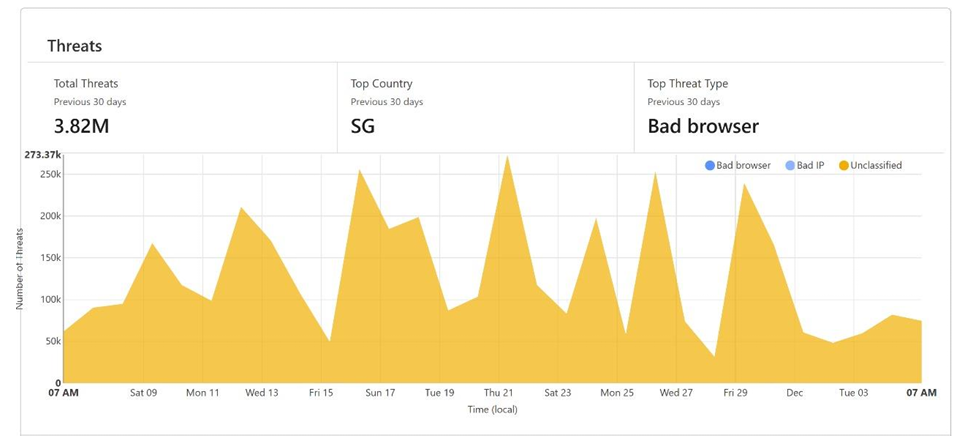 Threats
Total Threats
Previous 30 days
3.82M
Top Country
Previous 30 days
SG
Top Threat Type
Previous 30 days
Bad browser
Bad browser Bad IP Unclassified
Number of Threats
273.37k
250k
200k
150k
100k
50k
0
07 AM Sat 09 Mon 11 Wed 13 Fri 15 Sun 17 Tue 19 Thu 21 Sat 23 Mon 25 Wed 27 Fri 29 Dec Tue 03 07 AM
Time (local)